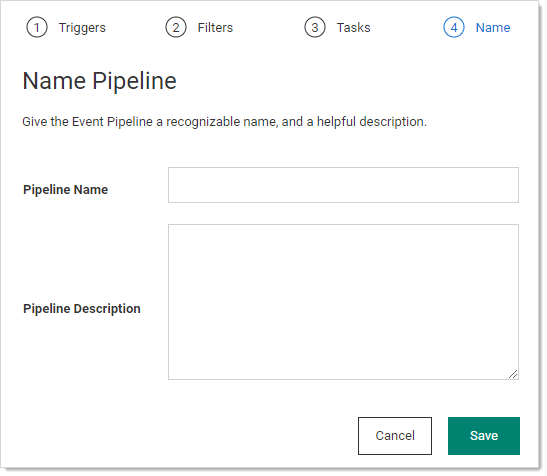 1 Triggers 2 Filters 3 Tasks 4 Name
Name Pipeline
Give the Event Pipeline a recognizable name, and a helpful description.
Pipeline Name
Pipeline Description
Cancel Save